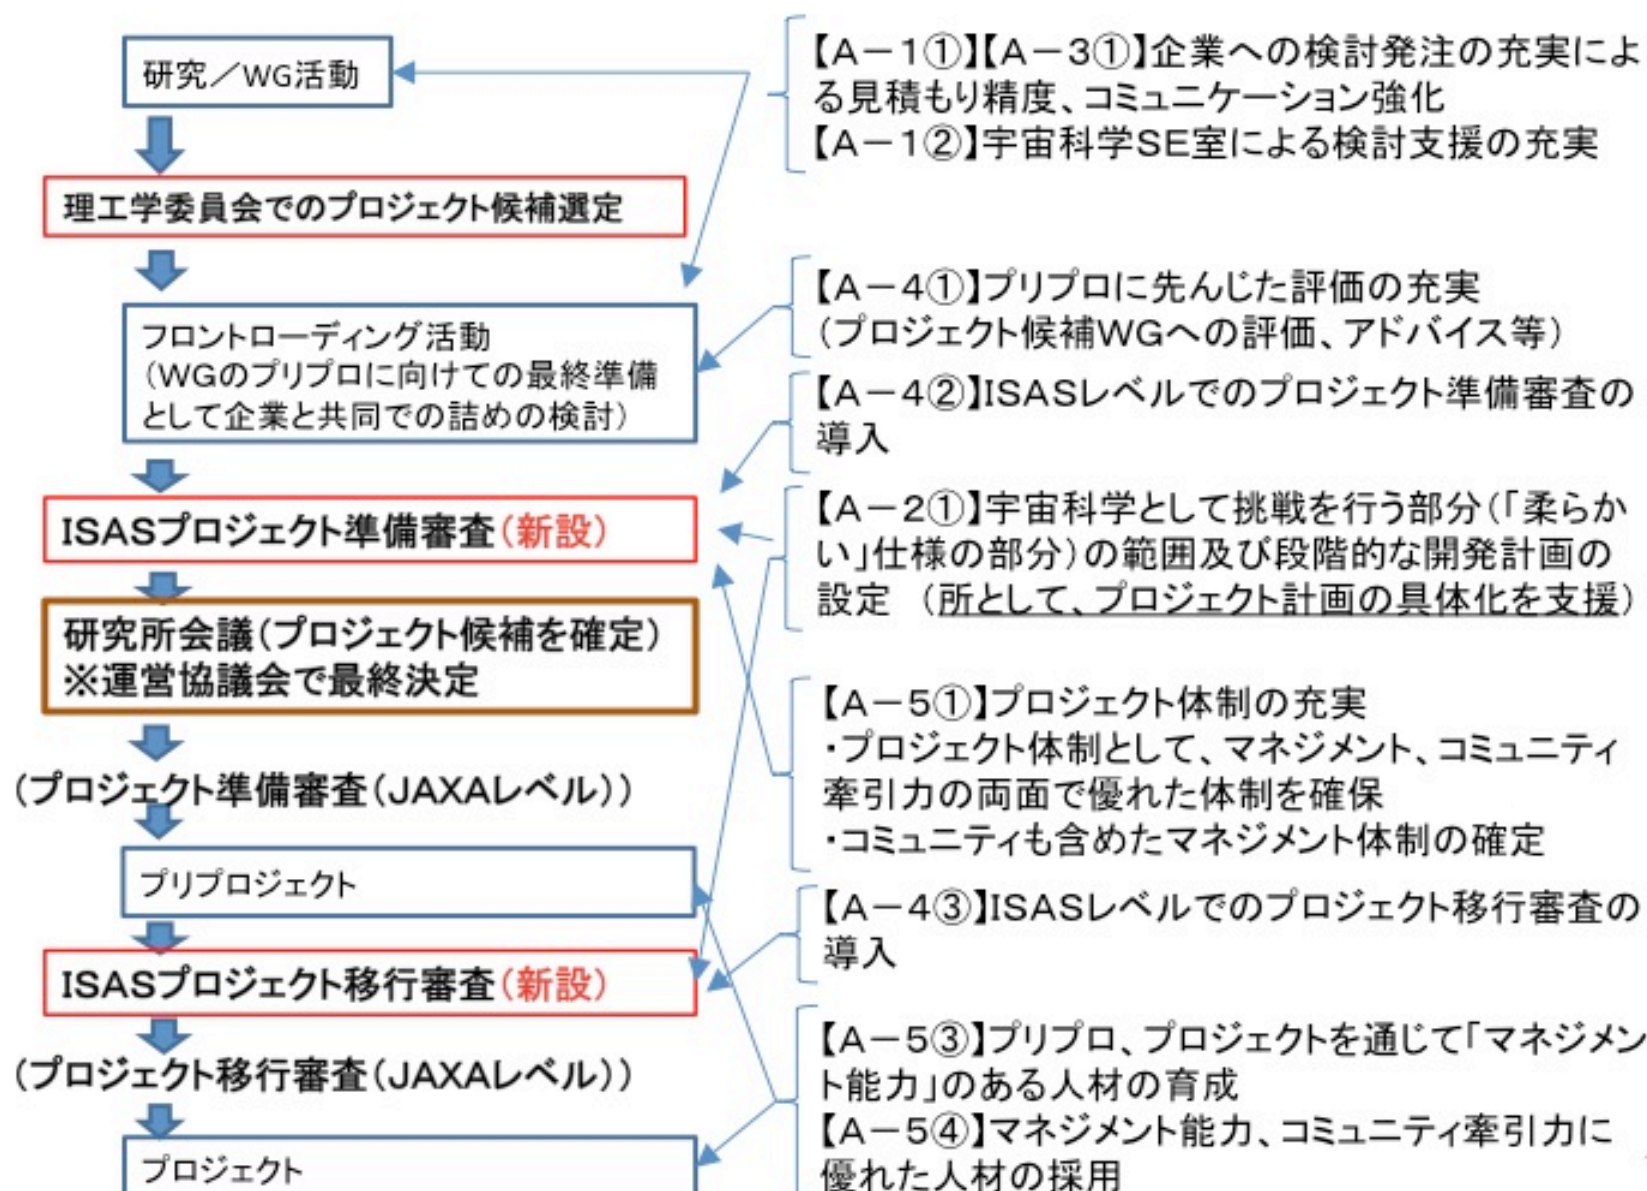 研究／WG活動
理工学委員会でのプロジェクト候補選定
フロントローディング活動
（WGのプリプロに向けての最終準備
として企業と共同での詰めの検討）
ISASプロジェクト準備審査（新設）
研究所会議（プロジェクト候補を確定）
※運営協議会で最終決定
（プロジェクト準備審査（JAXAレベル））
プリプロジェクト
ISASプロジェクト移行審査（新設）
（プロジェクト移行審査（JAXAレベル））
プロジェクト
【A－1①】【A－3①】企業への検討発注の充実によ
る見積もり精度、コミュニケーション強化
【A－1②】宇宙科学SE室による検討支援の充実
【A－4①】プリプロに先んじた評価の充実
（プロジェクト候補WGへの評価、アドバイス等）
【A－4②】ISASレベルでのプロジェクト準備審査の
導入
【A－2①】宇宙科学として挑戦を行う部分（「柔らか
い」仕様の部分）の範囲及び段階的な開発計画の
設定　（所として、プロジェクト計画の具体化を支援）
【A－5①】プロジェクト体制の充実
・プロジェクト体制として、マネジメント、コミュニティ
牽引力の両面で優れた体制を確保
・コミュニティも含めたマネジメント体制の確定
【A－4③】ISASレベルでのプロジェクト移行審査の
導入
【A－5③】プリプロ、プロジェクトを通じて「マネジメン
ト能力」のある人材の育成
【A－5④】マネジメント能力、コミュニティ牽引力に
優れた人材の採用